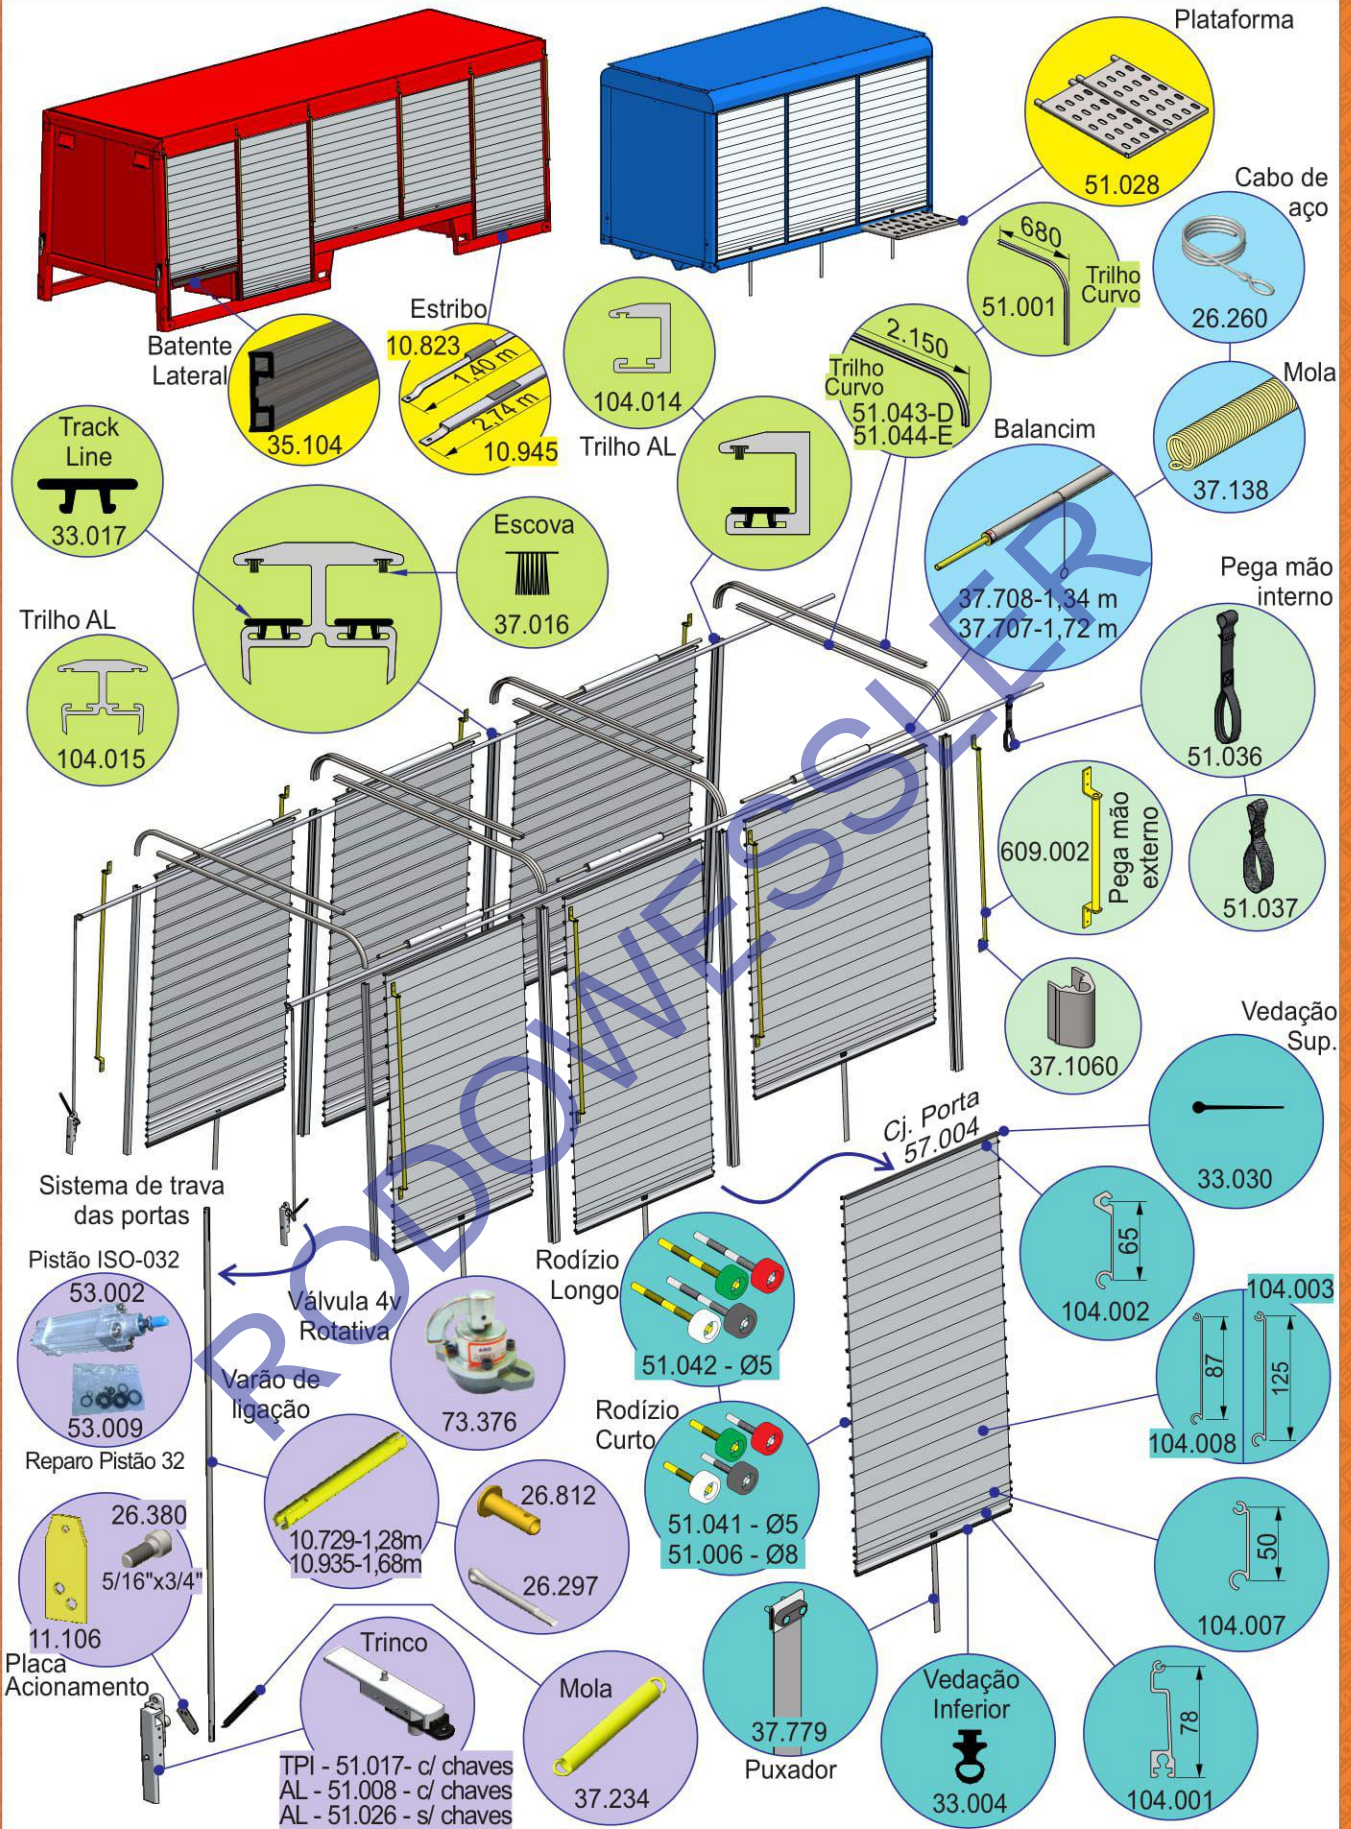 Plataforma
51.028
Cabo de
aço
26.260
680
Trilho
Curvo
51.001
Batente
Lateral
35.104
Estribo
10.823
1,40 m
2,74 m
10.945
104.014
Trilho AL
2.150
Trilho
Curvo
51.043-D
51.044-E
Mola
37.138
Balancim
37.708-1,34 m
37.707-1,72 m
Track
Line
33.017
Escova
37.016
Trilho AL
104.015
Pega mão
interno
51.036
51.037
609.002
Pega mão
externo
37.1060
Vedação
Sup.
33.030
Cj. Porta
57.004
65
104.002
104.003
87
125
104.008
50
104.007
78
104.001
Sistema de trava
das portas
Pistão ISO-032
53.002
53.009
Reparo Pistão 32
Válvula 4v
Rotativa
73.376
Varão de
ligação
10.729-1,28m
10.935-1,68m
26.812
26.297
Rodízio
Longo
51.042 - Ø5
Rodízio
Curto
51.041 - Ø5
51.006 - Ø8
26.380
5/16"x3/4"
11.106
Placa
Acionamento
Trinco
TPI - 51.017- c/ chaves
AL - 51.008 - c/ chaves
AL - 51.026 - s/ chaves
Mola
37.234
37.779
Puxador
Vedação
Inferior
33.004
RODOWESSLER